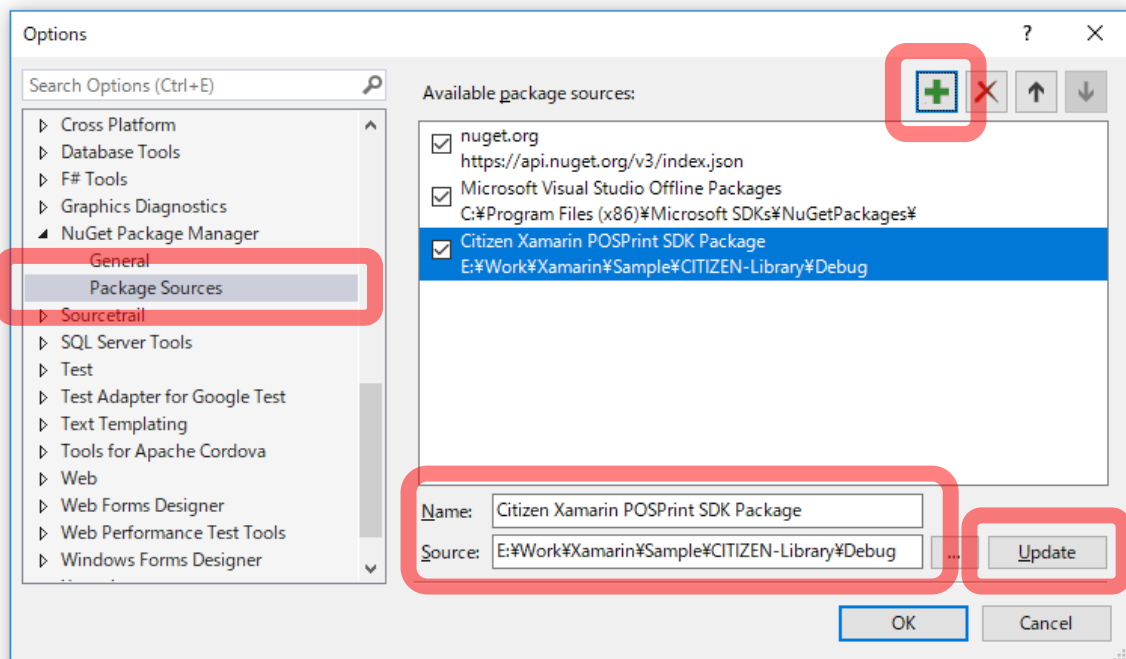 Options
?
Search Options (Ctrl+E)
Cross Platform
Database Tools
F# Tools
Graphics Diagnostics
NuGet Package Manager
General
Package Sources
Sourcetrail
SQL Server Tools
Test
Test Adapter for Google Test
Text Templating
Tools for Apache Cordova
Web
Web Forms Designer
Web Performance Test Tools
Windows Forms Designer
Available package sources:
nuget.org
https://api.nuget.org/v3/index.json
Microsoft Visual Studio Offline Packages
C:¥Program Files (x86)¥Microsoft SDKs¥NuGetPackages¥
Citizen Xamarin POSPrint SDK Package
E:¥Work¥Xamarin¥Sample¥CITIZEN-Library¥Debug
Name: Citizen Xamarin POSPrint SDK Package
Source: E:¥Work¥Xamarin¥Sample¥CITIZEN-Library¥Debug ... Update
OK Cancel